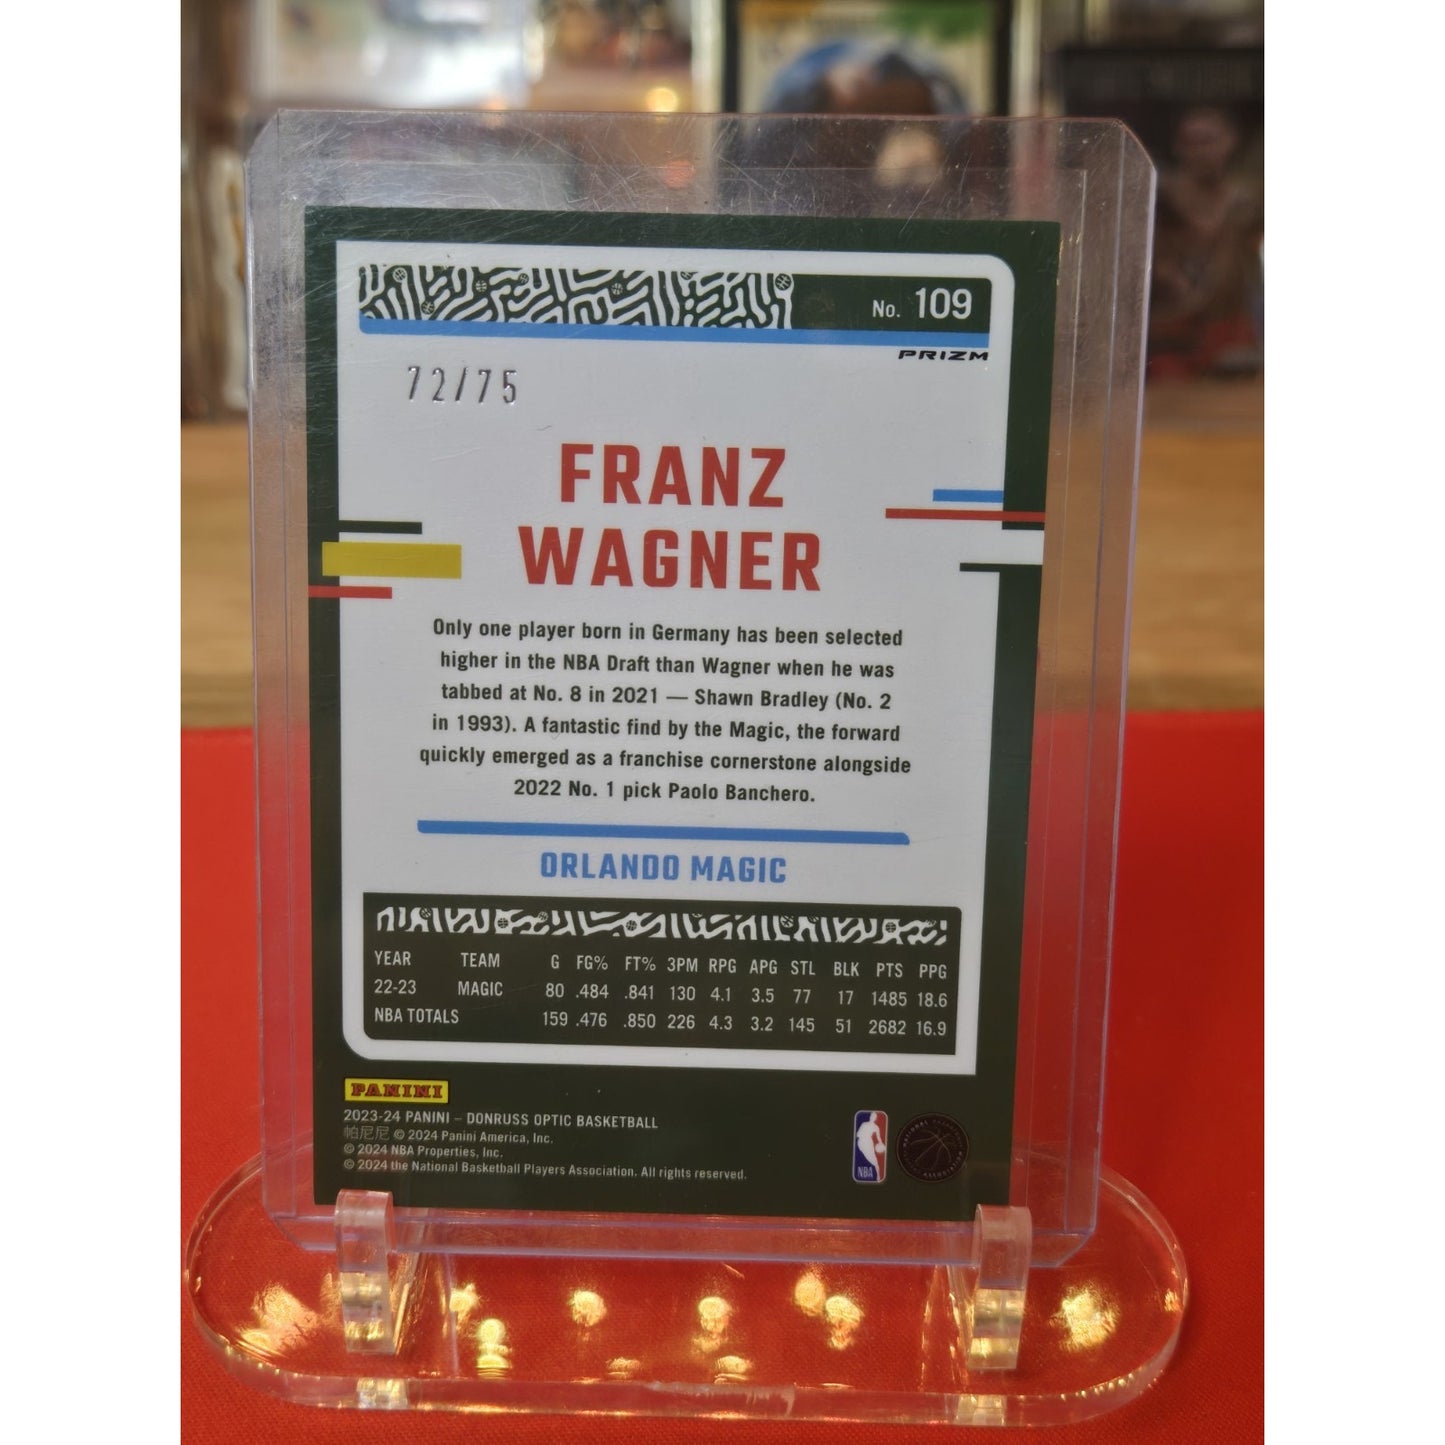 No. 109
PRIZM
72/75
FRANZ
WAGNER
Only one player born in Germany has been selected
higher in the NBA Draft than Wagner when he was
tabbed at No. 8 in 2021 — Shawn Bradley (No. 2
in 1993). A fantastic find by the Magic, the forward
quickly emerged as a franchise cornerstone alongside
2022 No. 1 pick Paolo Banchero.
ORLANDO MAGIC
YEAR TEAM G FG% FT% 3PM RPG APG STL BLK PTS PPG
22-23 MAGIC 80 .484 .841 130 4.1 3.5 77 17 1485 18.6
NBA TOTALS 159 .476 .850 226 4.3 3.2 145 51 2682 16.9
PANINI
2023-24 PANINI – DONRUSS OPTIC BASKETBALL
帕尼尼 © 2024 Panini America, Inc.
© 2024 NBA Properties, Inc.
© 2024 the National Basketball Players Association. All rights reserved.
NBA